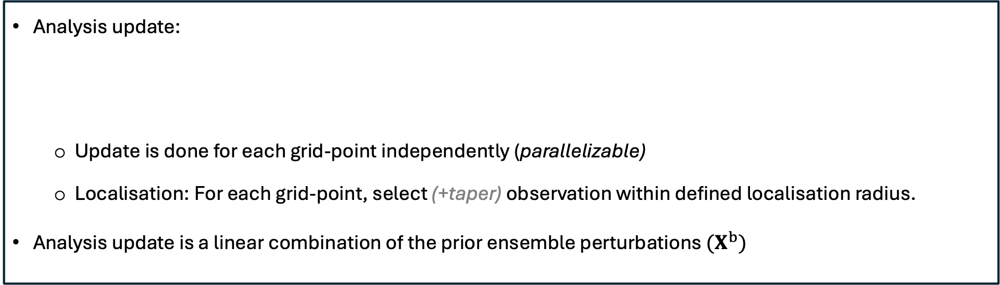 • Analysis update:
o Update is done for each grid-point independently (parallelizable)
o Localisation: For each grid-point, select (+taper) observation within defined localisation radius.
• Analysis update is a linear combination of the prior ensemble perturbations (𝐗ᵇ)